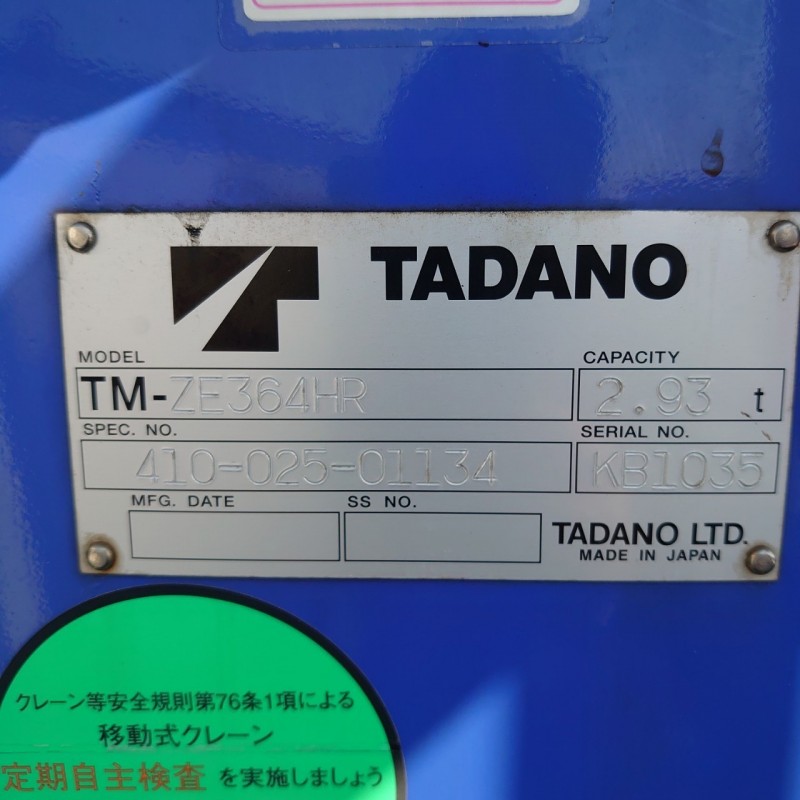 TADANO
MODEL
TM-ZE364HR
CAPACITY
2.93 t
SPEC. NO.
410-025-01134
SERIAL NO.
KB1035
MFG. DATE
SS NO.
TADANO LTD.
MADE IN JAPAN
クレーン等安全規則第76条1項による
移動式クレーン
定期自主検査 を実施しましょう